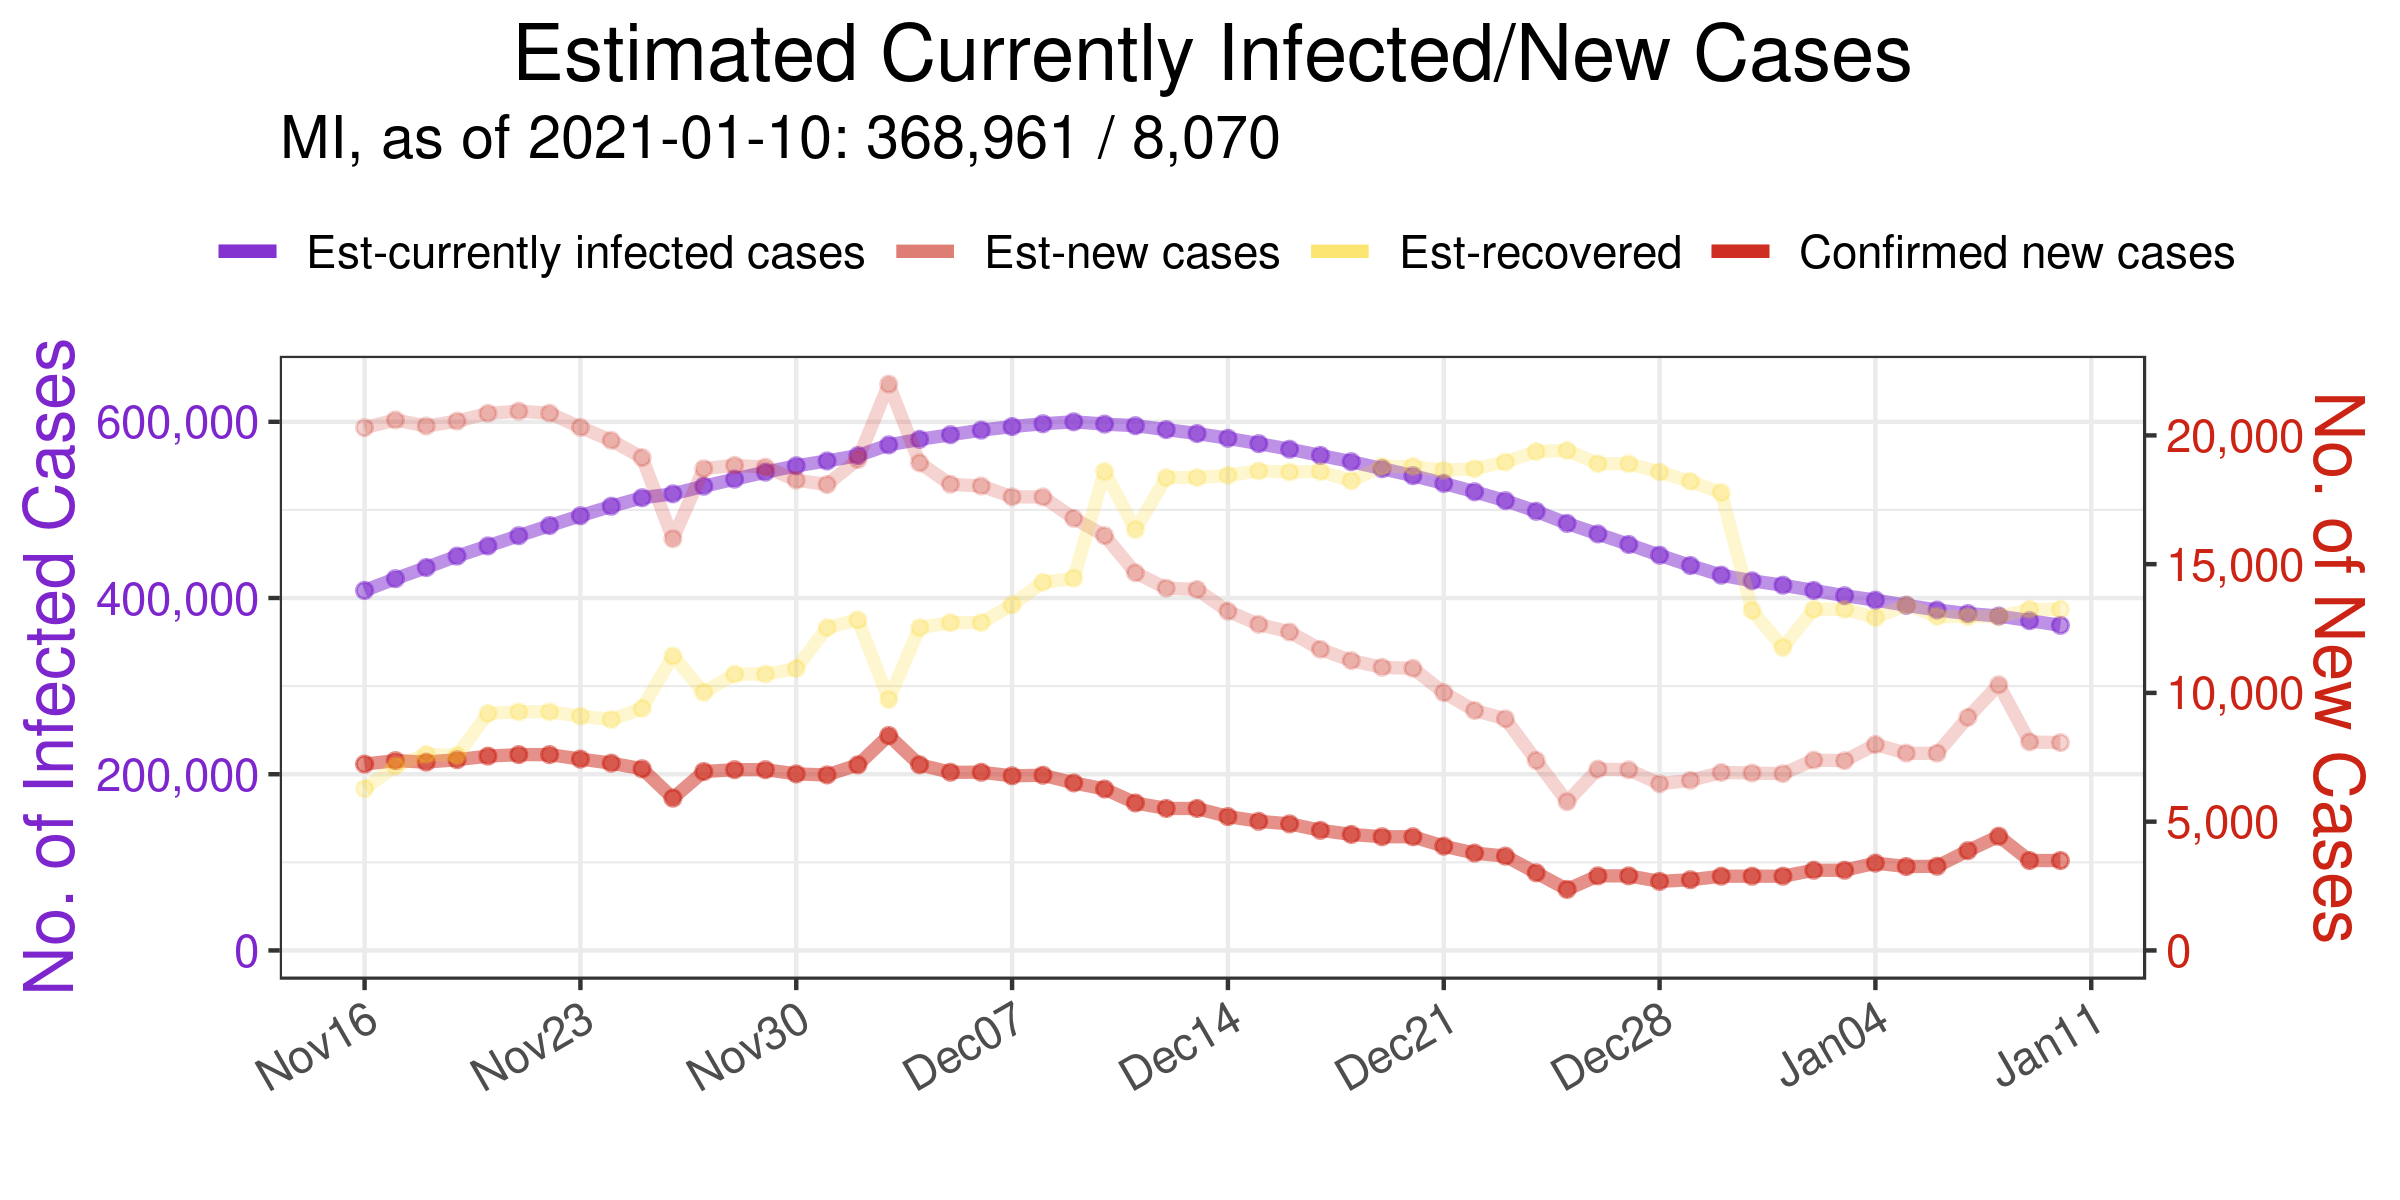 Estimated Currently Infected/New Cases
MI, as of 2021-01-10: 368,961 / 8,070
Est-currently infected cases
Est-new cases
Est-recovered
Confirmed new cases
No. of Infected Cases
600,000
400,000
200,000
0
No. of New Cases
20,000
15,000
10,000
5,000
0
Nov16
Nov23
Nov30
Dec07
Dec14
Dec21
Dec28
Jan04
Jan11